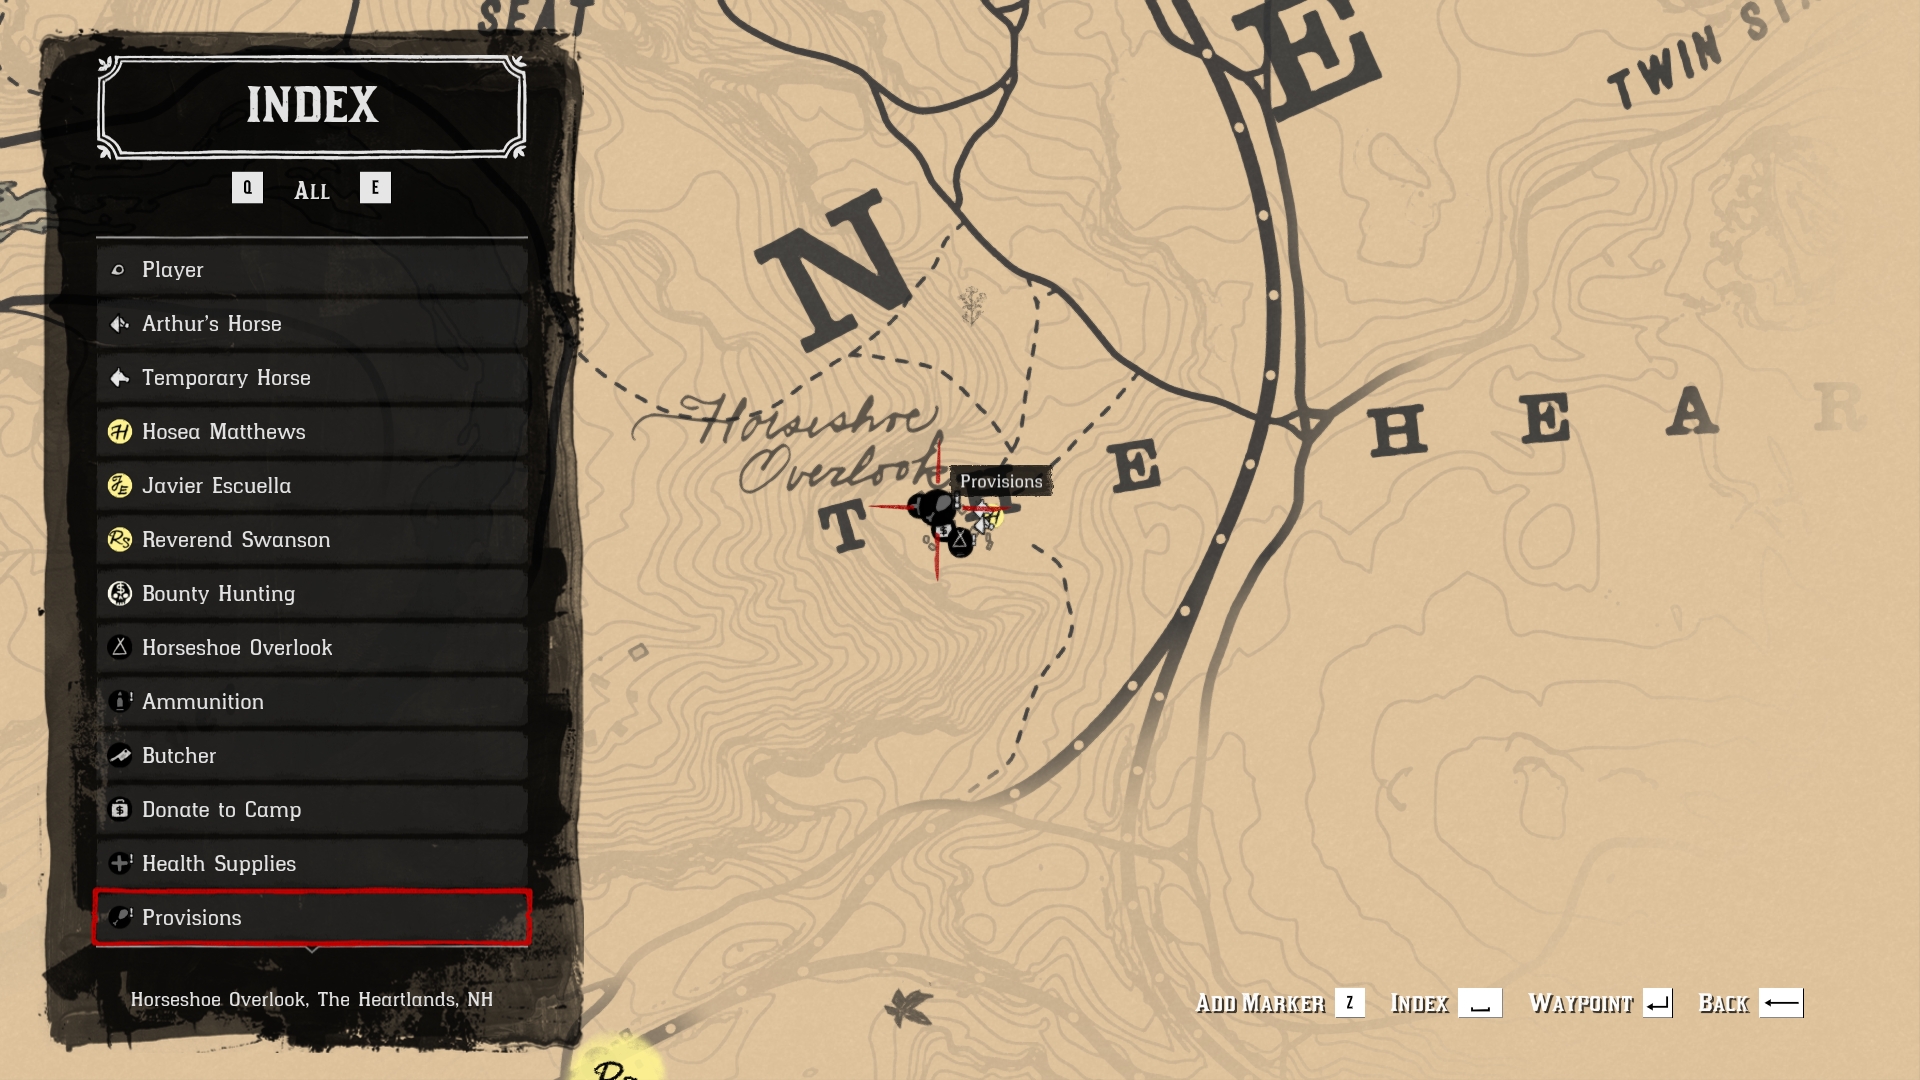 SEAT
INDEX
Q ALL E
Player
Arthur's Horse
Temporary Horse
Hosea Matthews
Javier Escuella
Reverend Swanson
Bounty Hunting
Horseshoe Overlook
Ammunition
Butcher
Donate to Camp
Health Supplies
Provisions
Horseshoe Overlook, The Heartlands, NH
E
TWIN
N
Horseshoe
Overlook
Provisions
T E H E A R
Rs
ADD MARKER Z INDEX WAYPOINT BACK